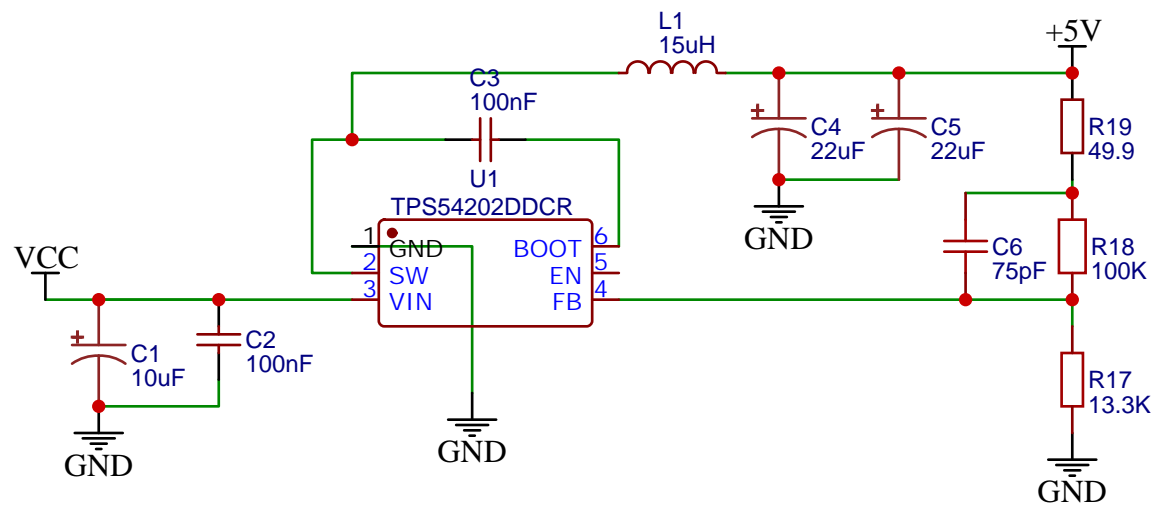 L1
15uH
+5V
C3
100nF
C4
22uF
C5
22uF
R19
49.9
U1
TPS54202DDCR
1
GND
2
SW
3
VIN
BOOT
6
EN
5
FB
4
GND
C6
75pF
R18
100K
VCC
C1
10uF
C2
100nF
GND
GND
R17
13.3K
GND